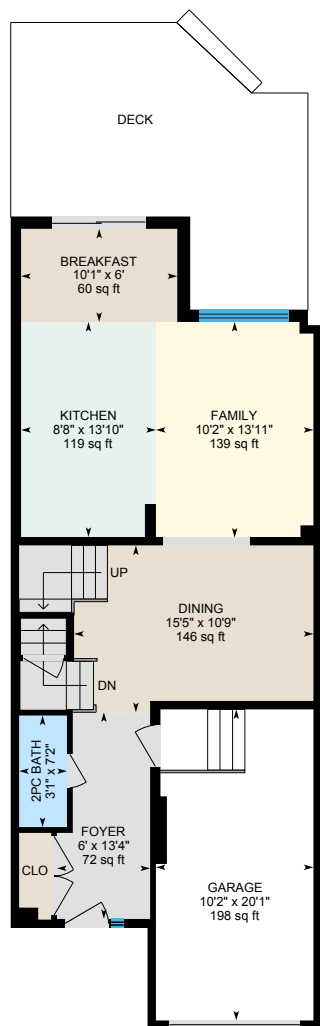 DECK
BREAKFAST
10'1" x 6'
60 sq ft
KITCHEN
8'8" x 13'10"
119 sq ft
FAMILY
10'2" x 13'11"
139 sq ft
UP
DINING
15'5" x 10'9"
146 sq ft
DN
2PC BATH
3'1" x 7'2"
FOYER
6' x 13'4"
72 sq ft
CLO
GARAGE
10'2" x 20'1"
198 sq ft